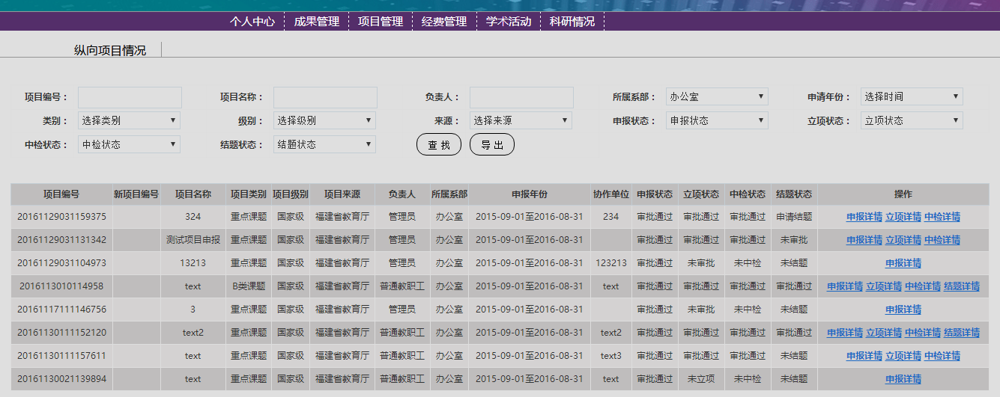 个人中心 成果管理 项目管理 经费管理 学术活动 科研情况
纵向项目情况
项目编号： 项目名称： 负责人： 所属系部： 办公室 申请年份： 选择时间
类别： 选择类别 级别： 选择级别 来源： 选择来源 申报状态： 申报状态 立项状态： 立项状态
中检状态： 中检状态 结题状态： 结题状态 查 找 导 出
项目编号 新项目编号 项目名称 项目类别 项目级别 项目来源 负责人 所属系部 申报年份 协作单位 申报状态 立项状态 中检状态 结题状态 操作
20161129031159375 324 重点课题 国家级 福建省教育厅 管理员 办公室 2015-09-01至2016-08-31 234 审批通过 审批通过 审批通过 申请结题 申报详情 立项详情 中检详情
20161129031131342 测试项目申报 重点课题 国家级 福建省教育厅 管理员 办公室 2015-09-01至2016-08-31 审批通过 审批通过 审批通过 未审批 申报详情 立项详情 中检详情
20161129031104973 13213 重点课题 国家级 福建省教育厅 管理员 办公室 2015-09-01至2016-08-31 123213 审批通过 未审批 未中检 未结题 申报详情
2016113010114958 text B类课题 国家级 福建省教育厅 普通教职工 办公室 2015-09-01至2016-08-31 text 审批通过 审批通过 审批通过 审批通过 申报详情 立项详情 中检详情 结题详情
20161117111146756 3 重点课题 国家级 福建省教育厅 管理员 办公室 2015-09-01至2016-08-31 审批通过 未审批 未中检 未结题 申报详情
20161130111152120 text2 重点课题 国家级 福建省教育厅 普通教职工 办公室 2015-09-01至2016-08-31 text2 审批通过 审批通过 审批通过 审批通过 申报详情 立项详情 中检详情 结题详情
20161130111157611 text 重点课题 国家级 福建省教育厅 普通教职工 办公室 2015-09-01至2016-08-31 text3 审批通过 审批通过 审批通过 未结题 申报详情 立项详情 中检详情
20161130021139894 text 重点课题 国家级 福建省教育厅 普通教职工 办公室 2015-09-01至2016-08-31 text 审批通过 未立项 未中检 未结题 申报详情